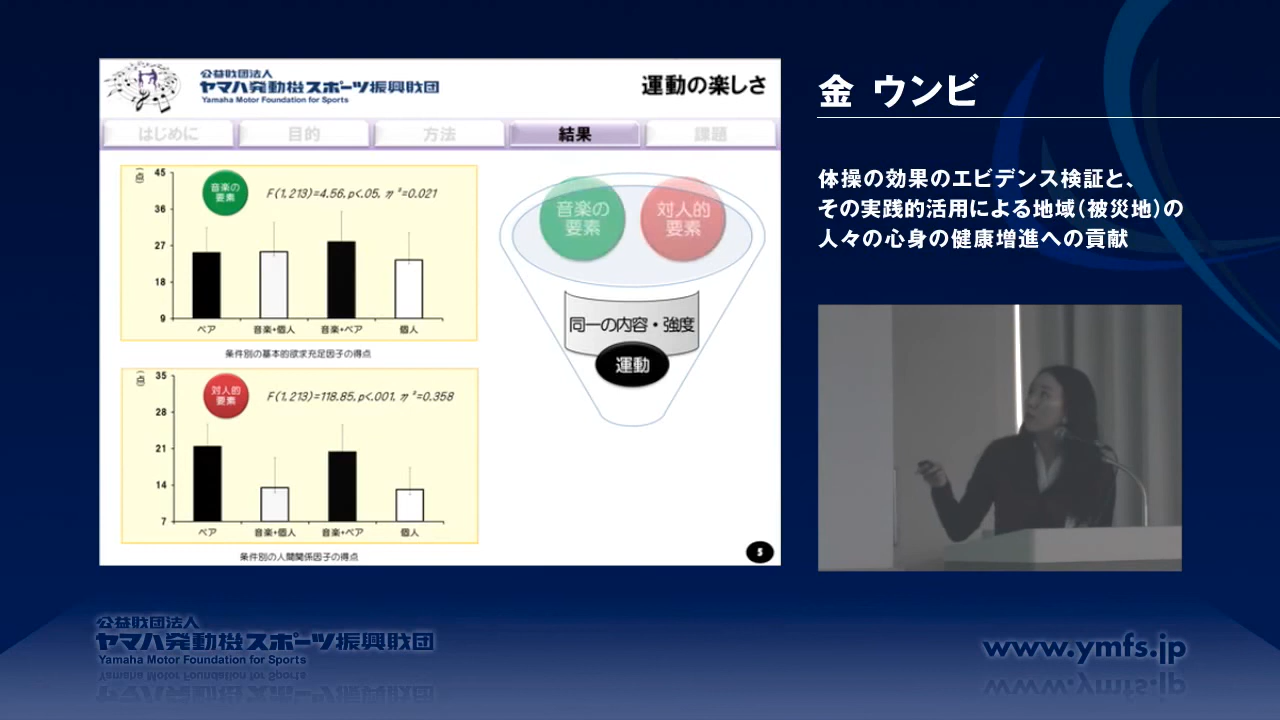 公益財団法人
ヤマハ発動機スポーツ振興財団
Yamaha Motor Foundation for Sports
運動の楽しさ
はじめに
目的
方法
結果
課題
(点)
45
36
27
18
9
音楽の
要素
F(1,213)=4.56, p<.05, η²=0.021
ペア
音楽+個人
音楽+ペア
個人
条件別の基本的欲求充足因子の得点
(点)
35
28
21
14
7
対人的
要素
F(1,213)=118.85, p<.001, η²=0.358
ペア
音楽+個人
音楽+ペア
個人
条件別の人間関係因子の得点
音楽の
要素
対人的
要素
同一の内容・強度
運動
5
金 ウンビ
体操の効果のエビデンス検証と、
その実践的活用による地域(被災地)の
人々の心身の健康増進への貢献
公益財団法人
ヤマハ発動機スポーツ振興財団
Yamaha Motor Foundation for Sports
www.ymfs.jp